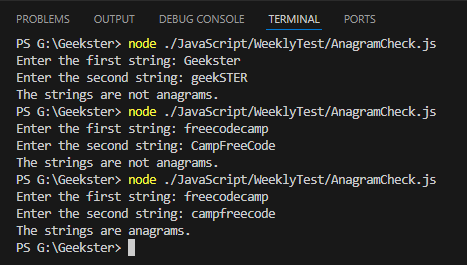 PROBLEMS OUTPUT DEBUG CONSOLE TERMINAL PORTS
PS G:\Geekster> node ./JavaScript/WeeklyTest/AnagramCheck.js
Enter the first string: Geekster
Enter the second string: geekSTER
The strings are not anagrams.
PS G:\Geekster> node ./JavaScript/WeeklyTest/AnagramCheck.js
Enter the first string: freecodecamp
Enter the second string: CampFreeCode
The strings are not anagrams.
PS G:\Geekster> node ./JavaScript/WeeklyTest/AnagramCheck.js
Enter the first string: freecodecamp
Enter the second string: campfreecode
The strings are anagrams.
PS G:\Geekster>